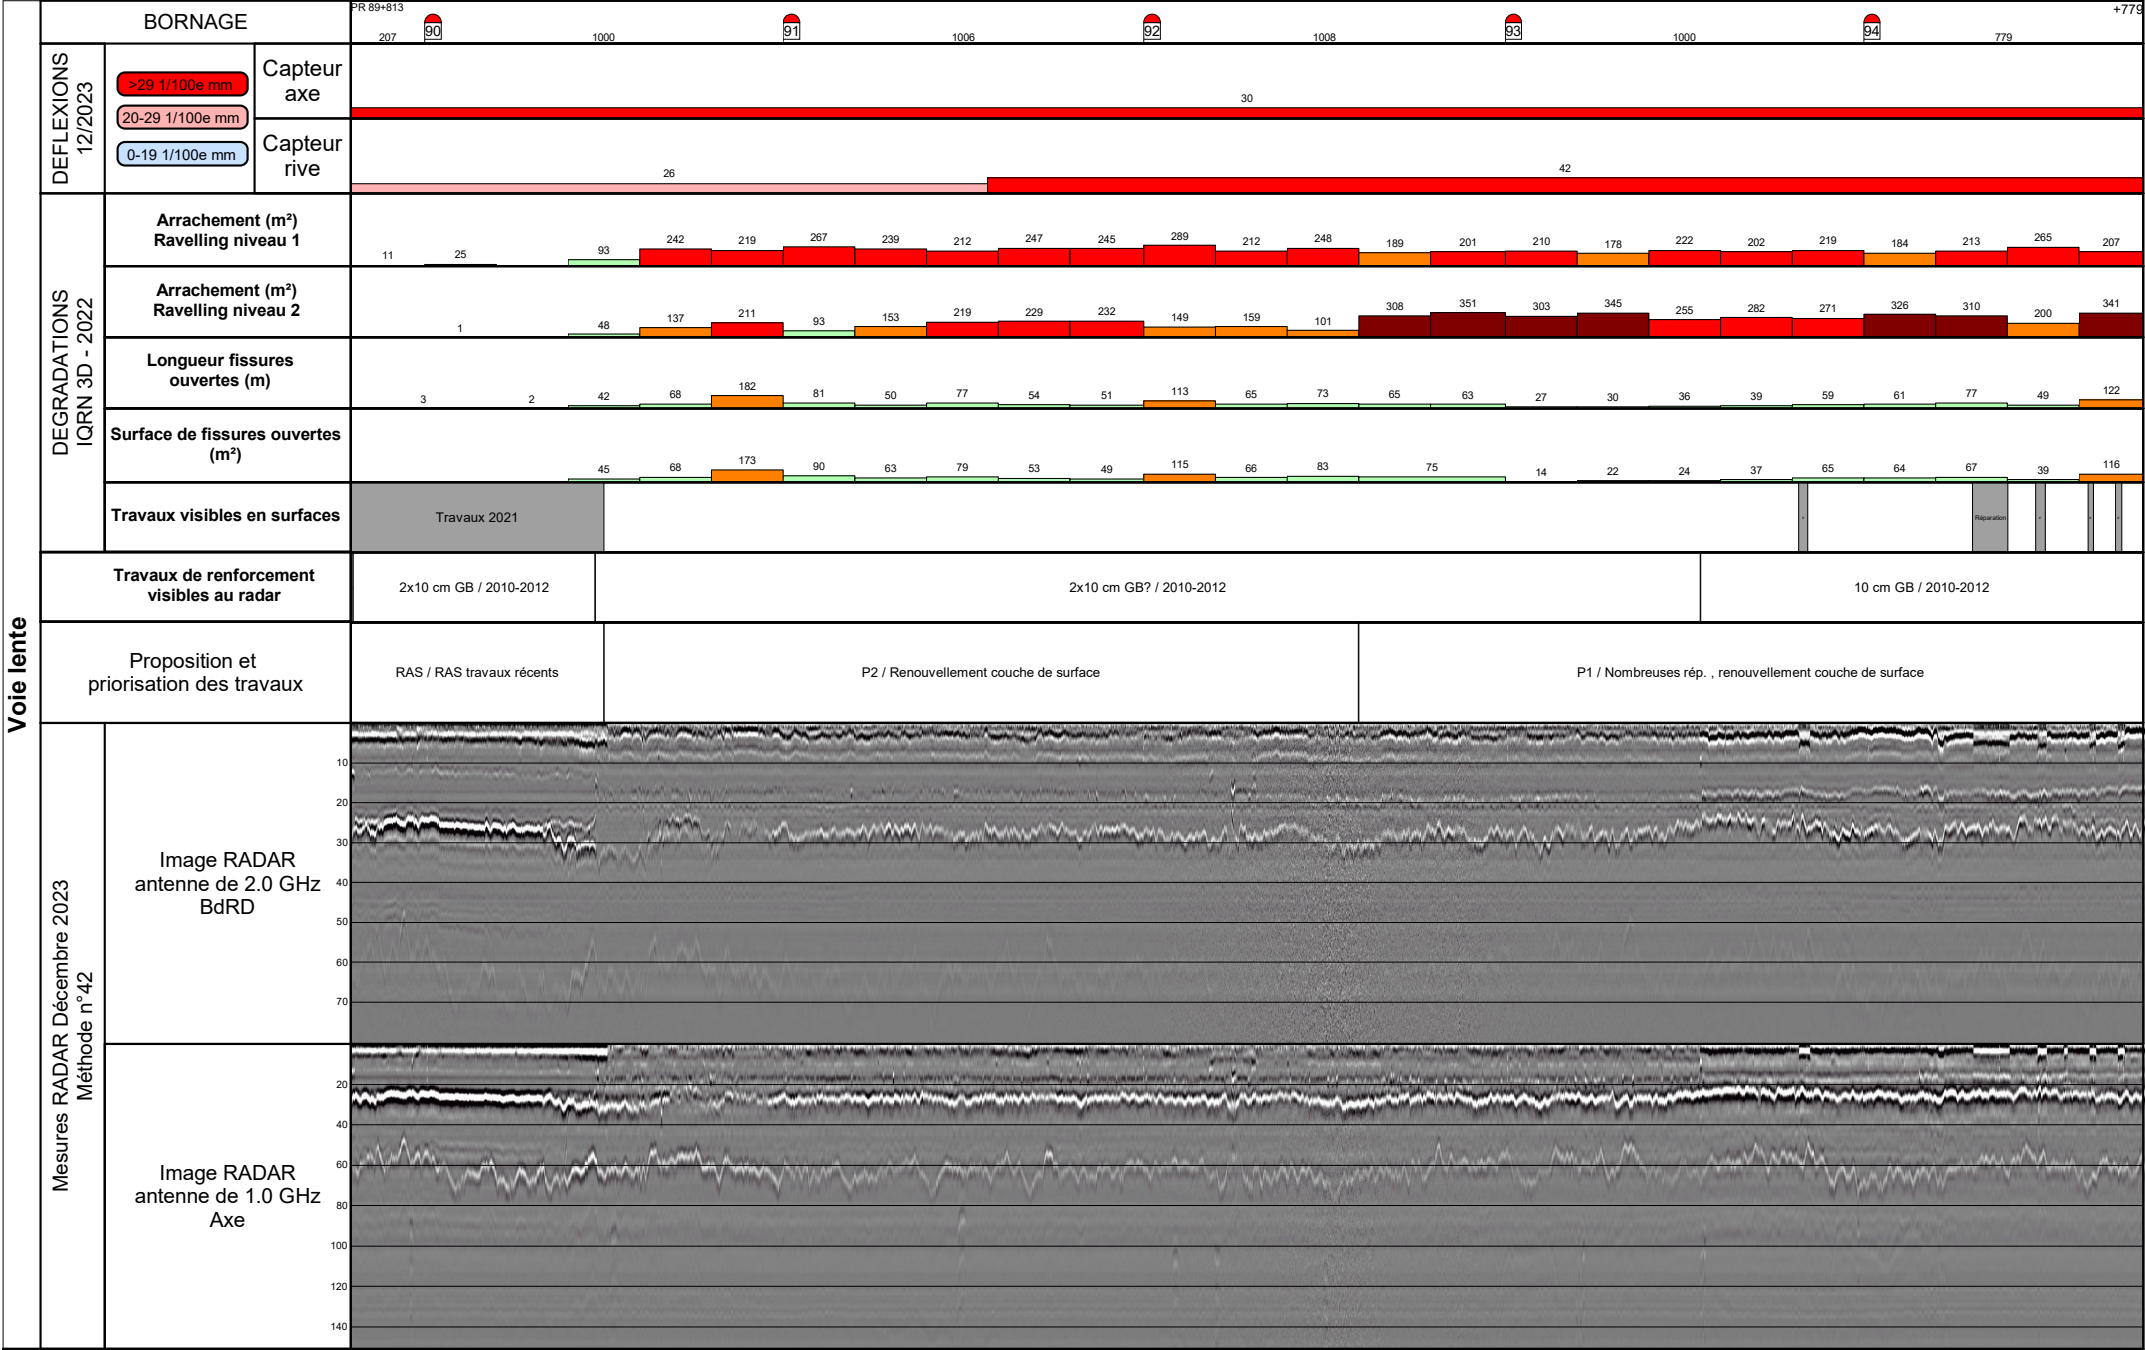 PR 89+813
+779
BORNAGE
90
91
92
93
94
207
1000
1006
1008
1000
779
Voie lente
DEFLEXIONS
12/2023
>29 1/100e mm
20-29 1/100e mm
0-19 1/100e mm
Capteur
axe
30
Capteur
rive
26
42
DEGRADATIONS
IQRN 3D - 2022
Arrachement (m²)
Ravelling niveau 1
11 25 93 242 219 267 239 212 247 245 289 212 248 189 201 210 178 222 202 219 184 213 265 207
Arrachement (m²)
Ravelling niveau 2
1 48 137 211 93 153 219 229 232 149 159 101 308 351 303 345 255 282 271 326 310 200 341
Longueur fissures
ouvertes (m)
3 2 42 68 182 81 50 77 54 51 113 65 73 65 63 27 30 36 39 59 61 77 49 122
Surface de fissures ouvertes
(m²)
45 68 173 90 63 79 53 49 115 66 83 75 14 22 24 37 65 64 67 39 116
Travaux visibles en surfaces
Travaux 2021
Réparation
Travaux de renforcement
visibles au radar
2x10 cm GB / 2010-2012
2x10 cm GB? / 2010-2012
10 cm GB / 2010-2012
Proposition et
priorisation des travaux
RAS / RAS travaux récents
P2 / Renouvellement couche de surface
P1 / Nombreuses rép. , renouvellement couche de surface
Mesures RADAR Décembre 2023
Méthode n°42
Image RADAR
antenne de 2.0 GHz
BdRD
10
20
30
40
50
60
70
Image RADAR
antenne de 1.0 GHz
Axe
20
40
60
80
100
120
140